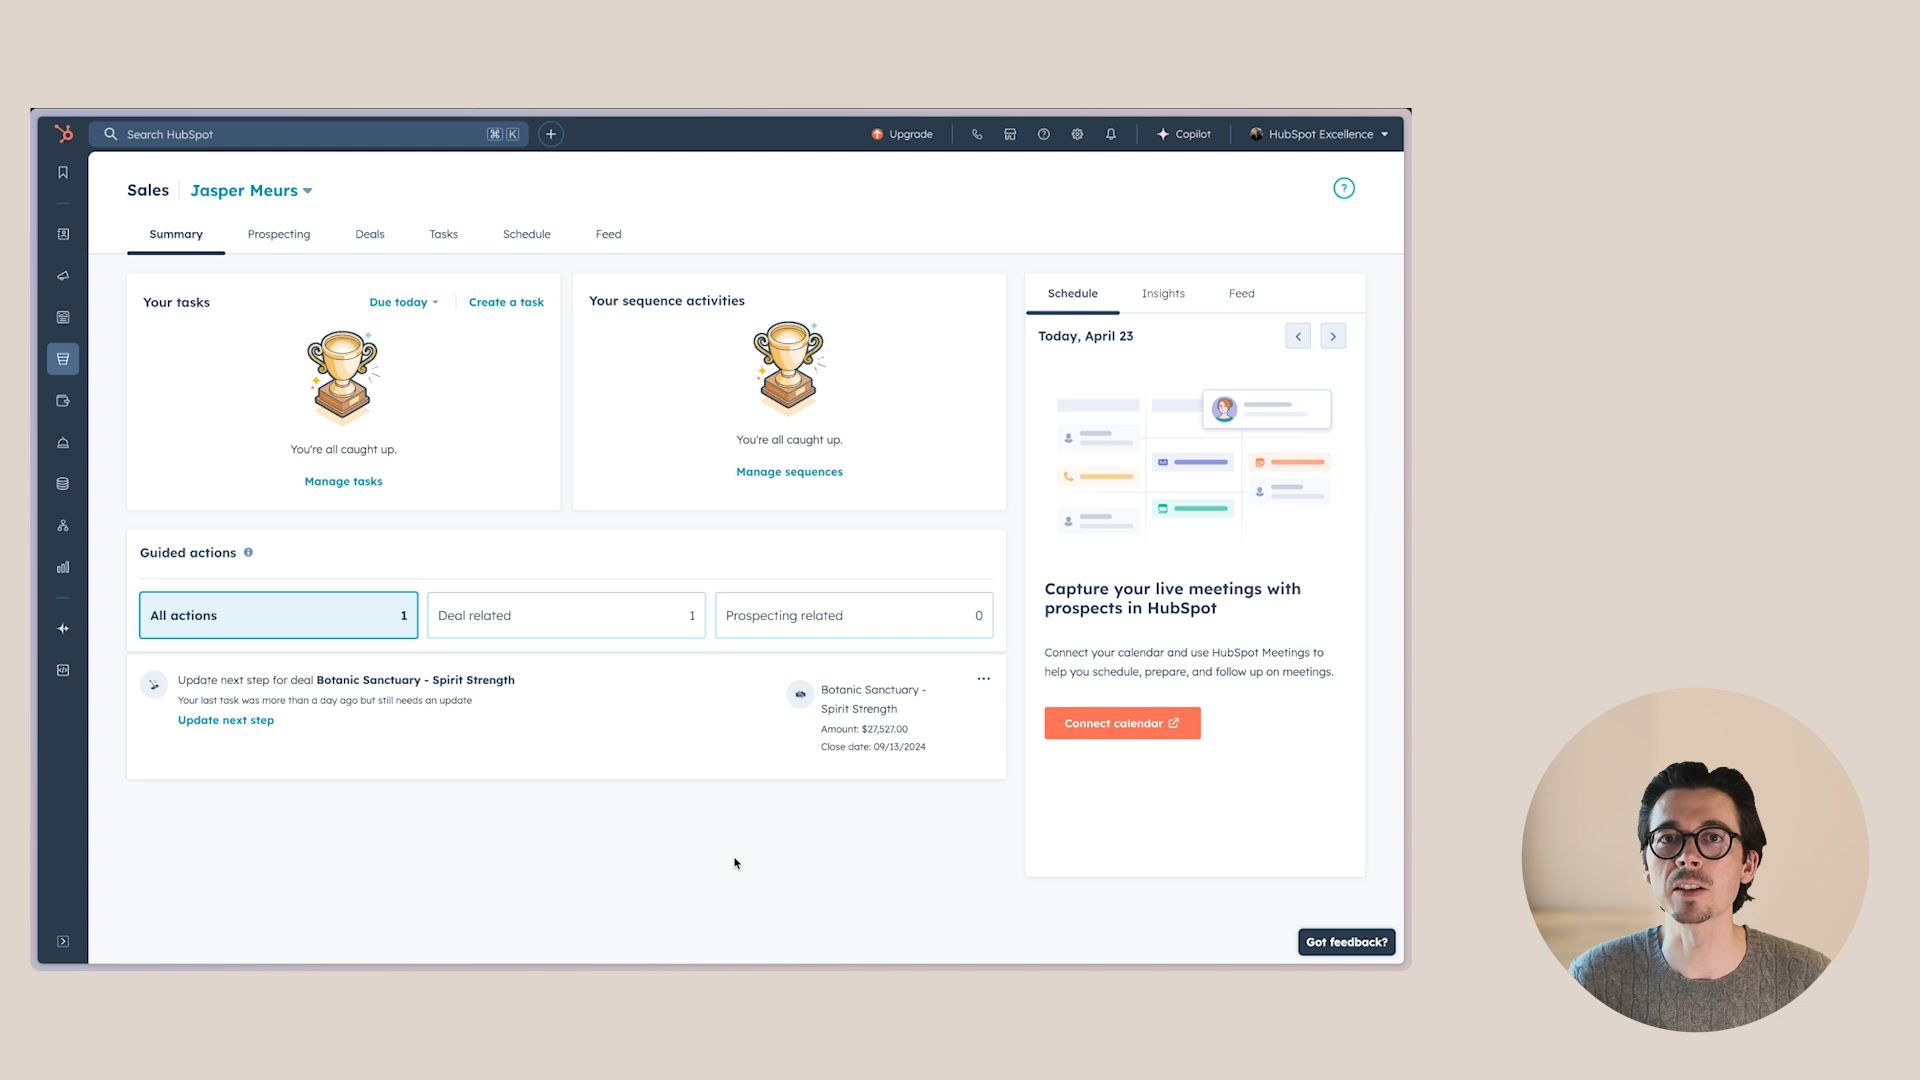 Search HubSpot ⌘ K
Upgrade
Copilot
HubSpot Excellence
Sales Jasper Meurs
Summary Prospecting Deals Tasks Schedule Feed
Your tasks Due today Create a task
You're all caught up.
Manage tasks
Your sequence activities
You're all caught up.
Manage sequences
Schedule Insights Feed
Today, April 23
Capture your live meetings with
prospects in HubSpot
Connect your calendar and use HubSpot Meetings to
help you schedule, prepare, and follow up on meetings.
Connect calendar
Guided actions
All actions 1
Deal related 1
Prospecting related 0
Update next step for deal Botanic Sanctuary - Spirit Strength
Your last task was more than a day ago but still needs an update
Update next step
Botanic Sanctuary -
Spirit Strength
Amount: $27,527.00
Close date: 09/13/2024
Got feedback?